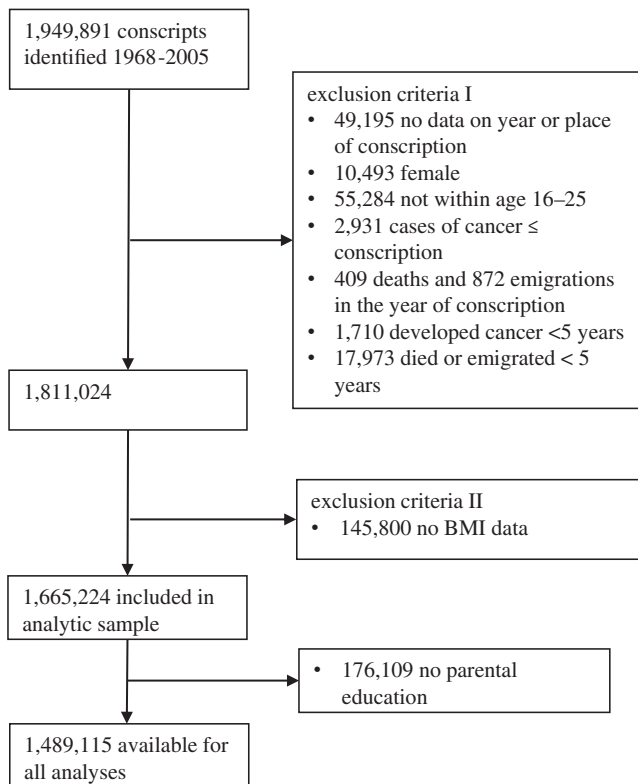 1,949,891 conscripts
identified 1968-2005
exclusion criteria I
• 49,195 no data on year or place
of conscription
• 10,493 female
• 55,284 not within age 16–25
• 2,931 cases of cancer ≤
conscription
• 409 deaths and 872 emigrations
in the year of conscription
• 1,710 developed cancer <5 years
• 17,973 died or emigrated < 5
years
1,811,024
exclusion criteria II
• 145,800 no BMI data
1,665,224 included in
analytic sample
• 176,109 no parental
education
1,489,115 available for
all analyses